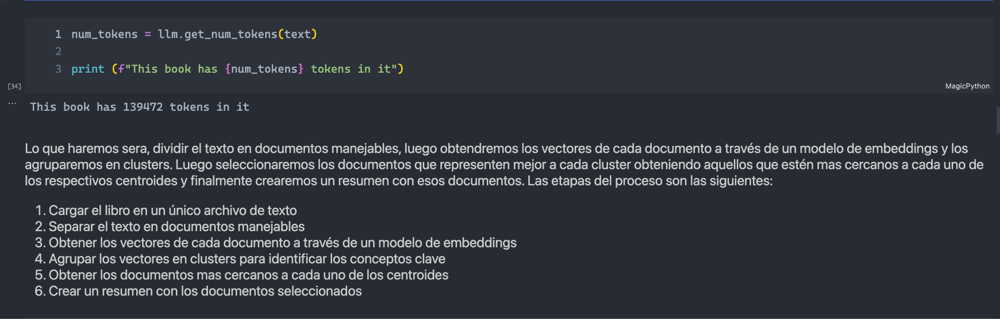 1 num_tokens = llm.get_num_tokens(text)
2
3 print (f"This book has {num_tokens} tokens in it")
[34]
MagicPython
... This book has 139472 tokens in it
Lo que haremos sera, dividir el texto en documentos manejables, luego obtendremos los vectores de cada documento a través de un modelo de embeddings y los
agruparemos en clusters. Luego seleccionaremos los documentos que representen mejor a cada cluster obteniendo aquellos que estén mas cercanos a cada uno de
los respectivos centroides y finalmente crearemos un resumen con esos documentos. Las etapas del proceso son las siguientes:
1. Cargar el libro en un único archivo de texto
2. Separar el texto en documentos manejables
3. Obtener los vectores de cada documento a través de un modelo de embeddings
4. Agrupar los vectores en clusters para identificar los conceptos clave
5. Obtener los documentos mas cercanos a cada uno de los centroides
6. Crear un resumen con los documentos seleccionados